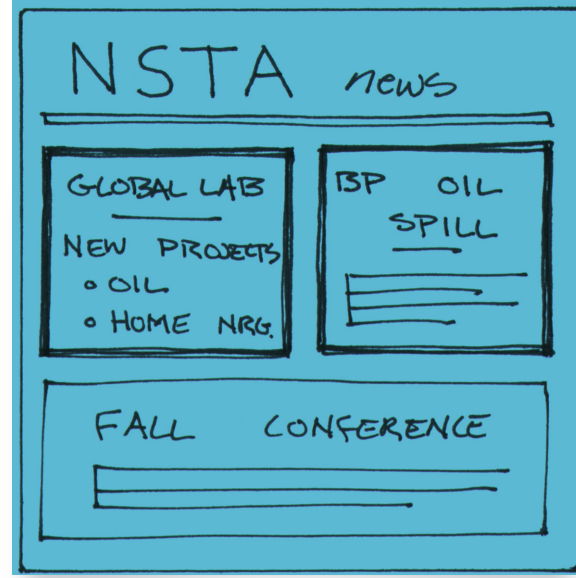 NSTA news
GLOBAL LAB
NEW PROJECTS
• OIL
• HOME NRG.
BP OIL
SPILL
FALL CONFERENCE